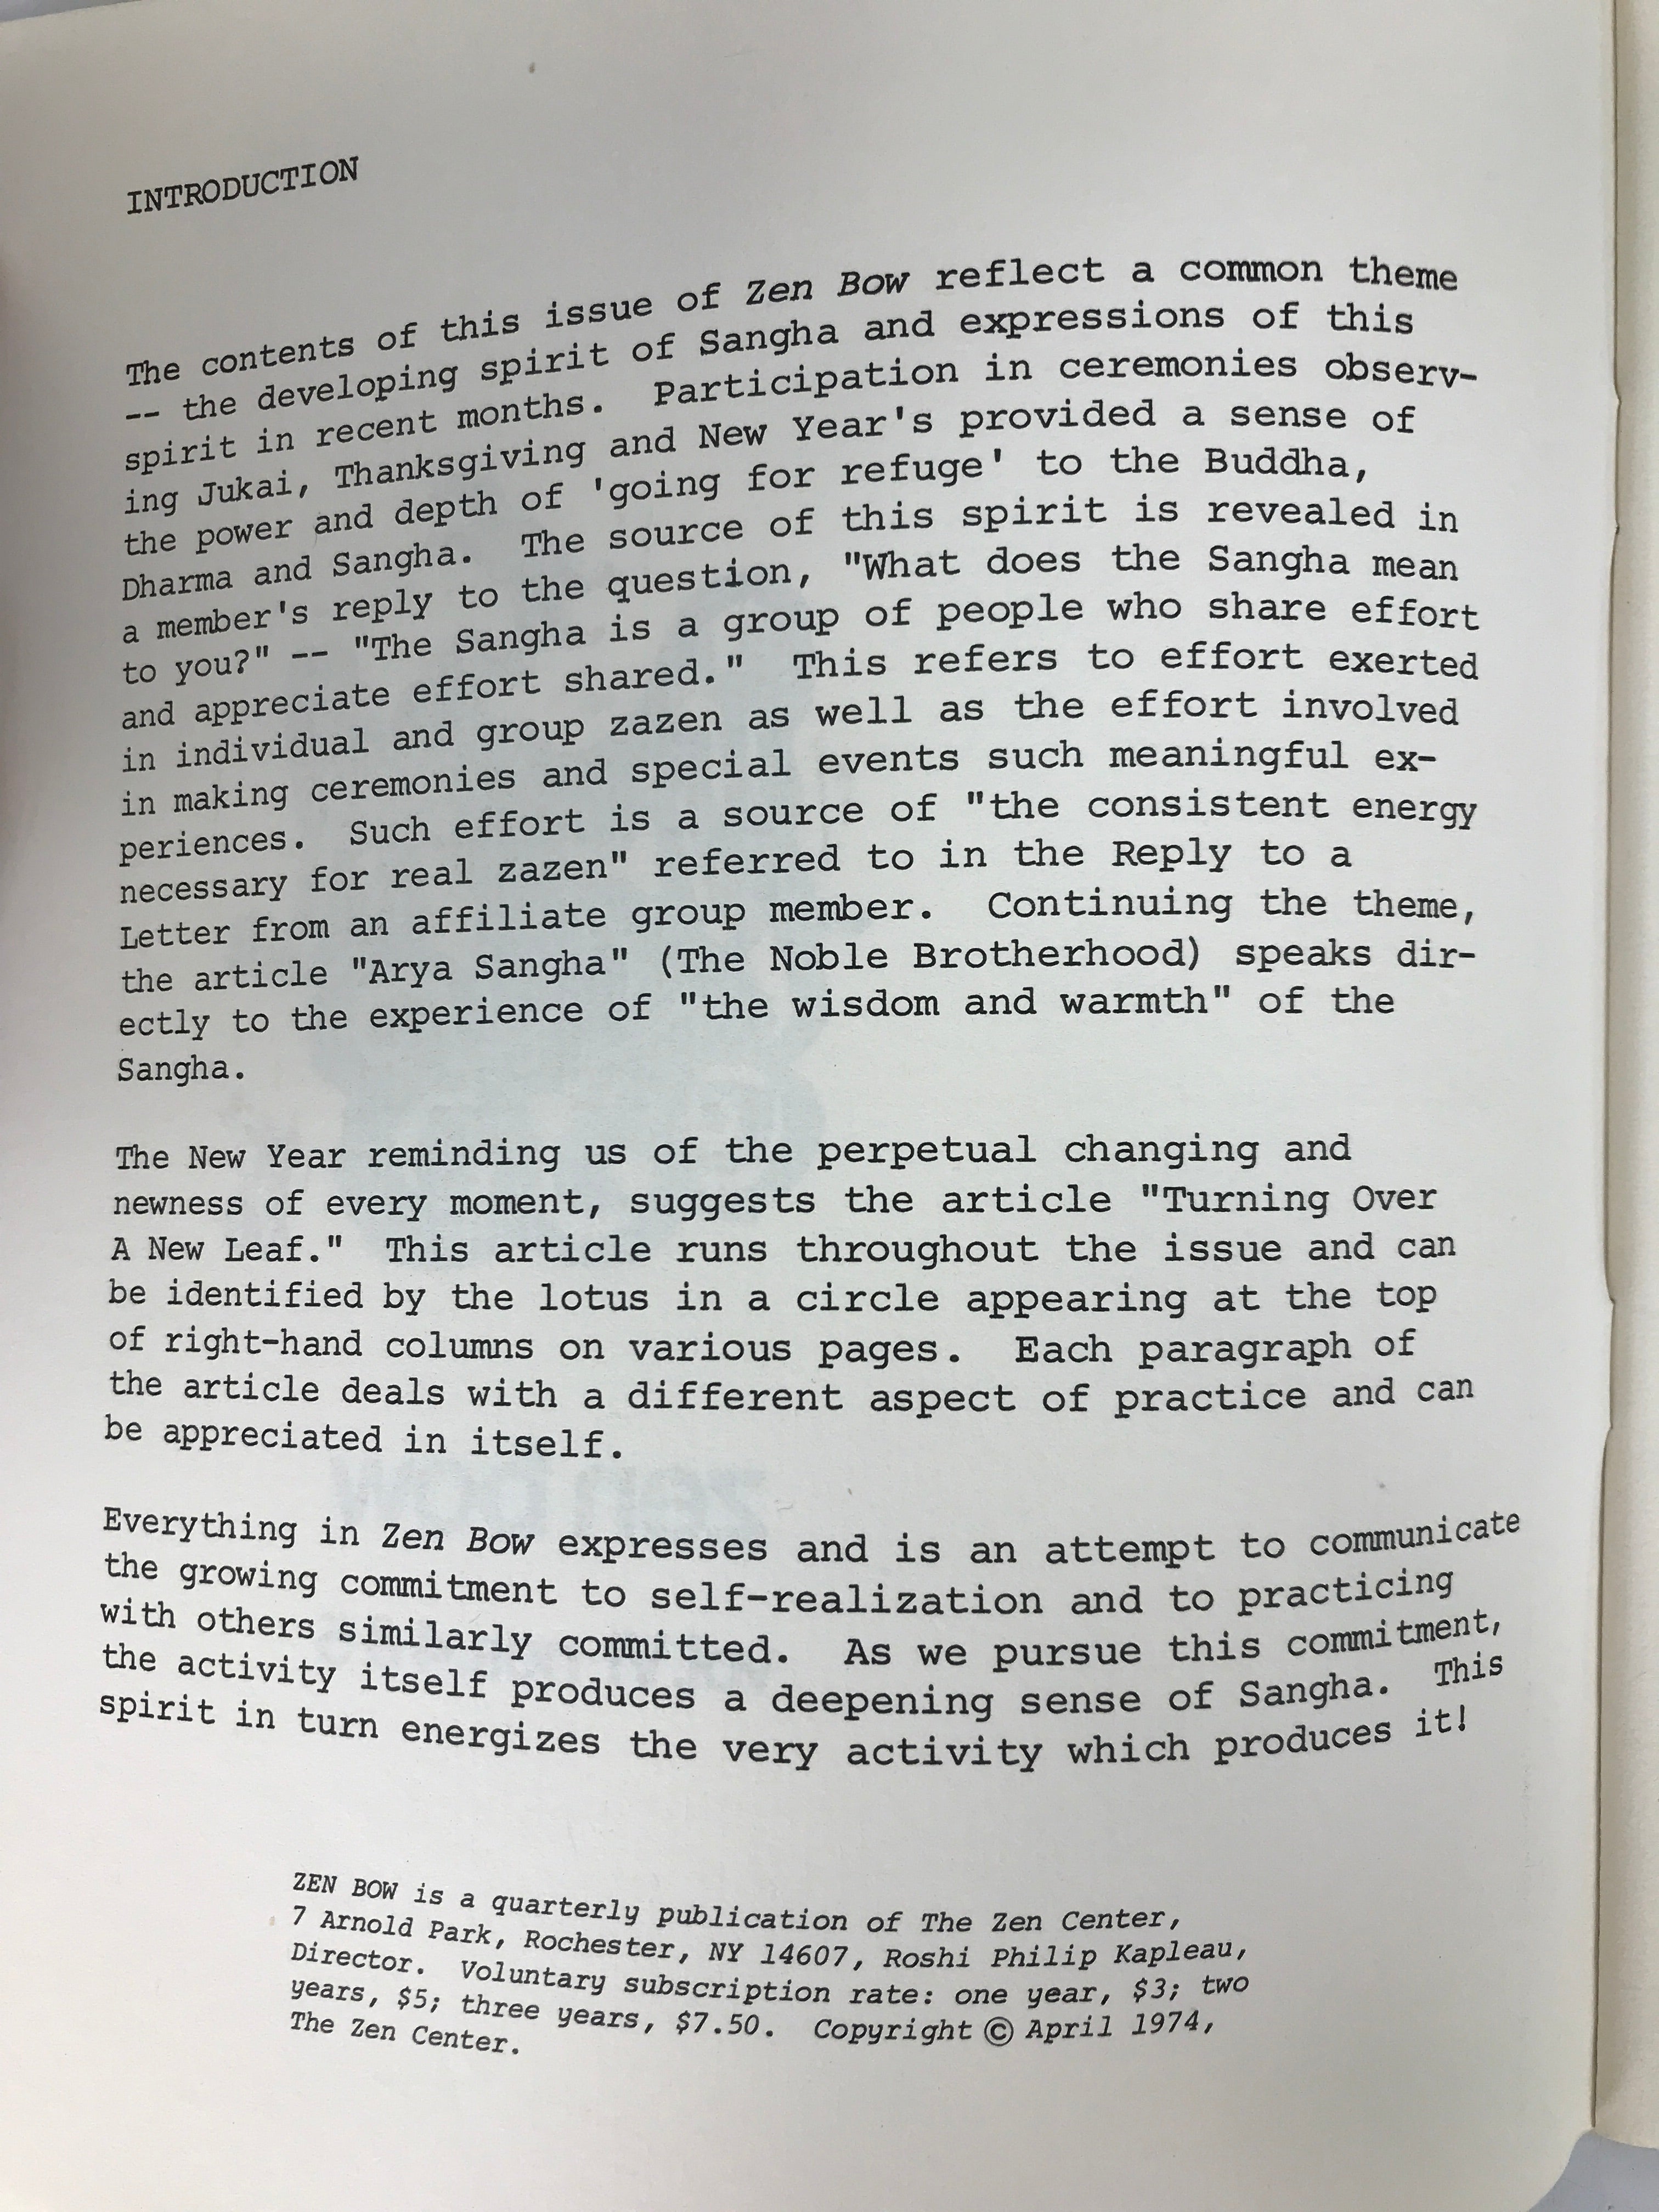 INTRODUCTION
The contents of this issue of Zen Bow reflect a common theme
-- the developing spirit of Sangha and expressions of this
spirit in recent months. Participation in ceremonies observ-
ing Jukai, Thanksgiving and New Year's provided a sense of
the power and depth of 'going for refuge' to the Buddha,
Dharma and Sangha. The source of this spirit is revealed in
a member's reply to the question, "What does the Sangha mean
to you?" -- "The Sangha is a group of people who share effort
and appreciate effort shared." This refers to effort exerted
in individual and group zazen as well as the effort involved
in making ceremonies and special events such meaningful ex-
periences. Such effort is a source of "the consistent energy
necessary for real zazen" referred to in the Reply to a
Letter from an affiliate group member. Continuing the theme,
the article "Arya Sangha" (The Noble Brotherhood) speaks dir-
ectly to the experience of "the wisdom and warmth" of the
Sangha.
The New Year reminding us of the perpetual changing and
newness of every moment, suggests the article "Turning Over
A New Leaf." This article runs throughout the issue and can
be identified by the lotus in a circle appearing at the top
of right-hand columns on various pages. Each paragraph of
the article deals with a different aspect of practice and can
be appreciated in itself.
Everything in Zen Bow expresses and is an attempt to communicate
the growing commitment to self-realization and to practicing
with others similarly committed. As we pursue this commitment,
the activity itself produces a deepening sense of Sangha. This
spirit in turn energizes the very activity which produces it!
ZEN BOW is a quarterly publication of The Zen Center,
7 Arnold Park, Rochester, NY 14607, Roshi Philip Kapleau,
Director. Voluntary subscription rate: one year, $3; two
years, $5; three years, $7.50. Copyright © April 1974,
The Zen Center.